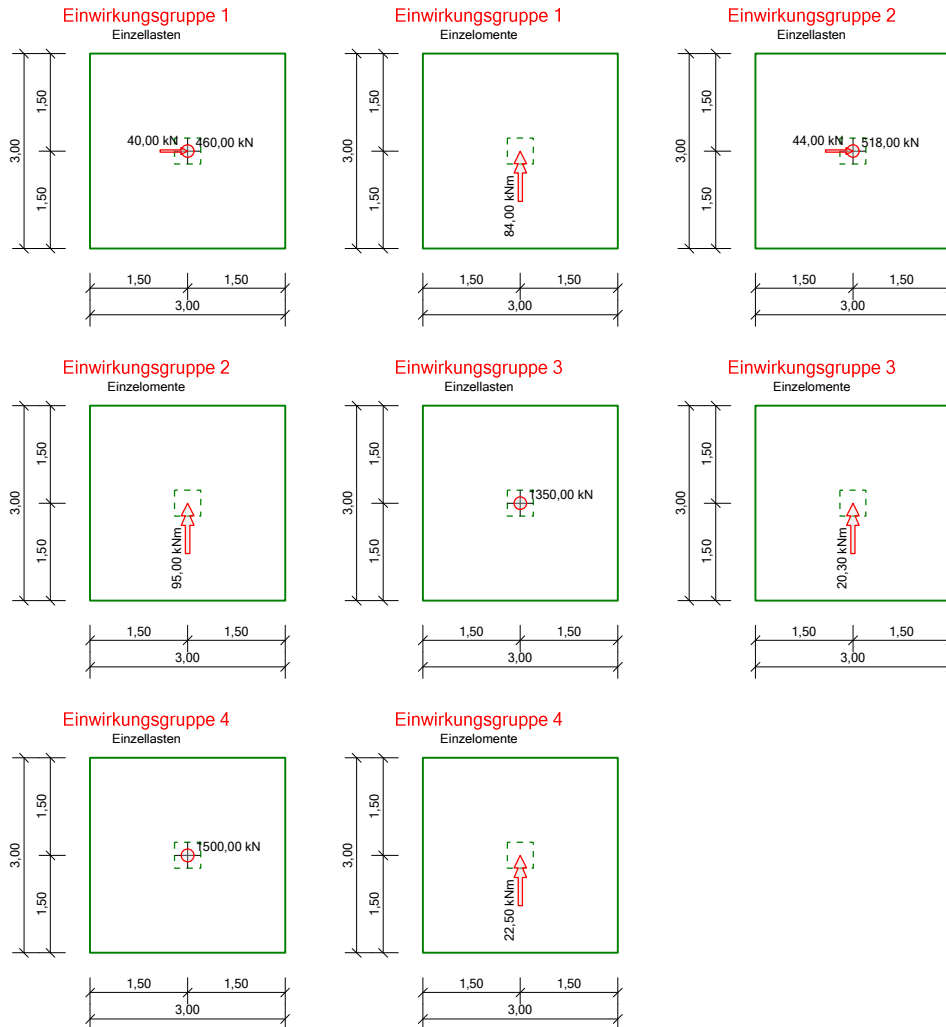 Einwirkungsgruppe 1
Einzellasten
1,50
3,00
1,50
40,00 kN
460,00 kN
1,50
1,50
3,00
Einwirkungsgruppe 1
Einzelomente
1,50
3,00
1,50
84,00 kNm
1,50
1,50
3,00
Einwirkungsgruppe 2
Einzellasten
1,50
3,00
1,50
44,00 kN
518,00 kN
1,50
1,50
3,00
Einwirkungsgruppe 2
Einzelomente
1,50
3,00
1,50
95,00 kNm
1,50
1,50
3,00
Einwirkungsgruppe 3
Einzellasten
1,50
3,00
1,50
1350,00 kN
1,50
1,50
3,00
Einwirkungsgruppe 3
Einzelomente
1,50
3,00
1,50
20,30 kNm
1,50
1,50
3,00
Einwirkungsgruppe 4
Einzellasten
1,50
3,00
1,50
1500,00 kN
1,50
1,50
3,00
Einwirkungsgruppe 4
Einzelomente
1,50
3,00
1,50
22,50 kNm
1,50
1,50
3,00